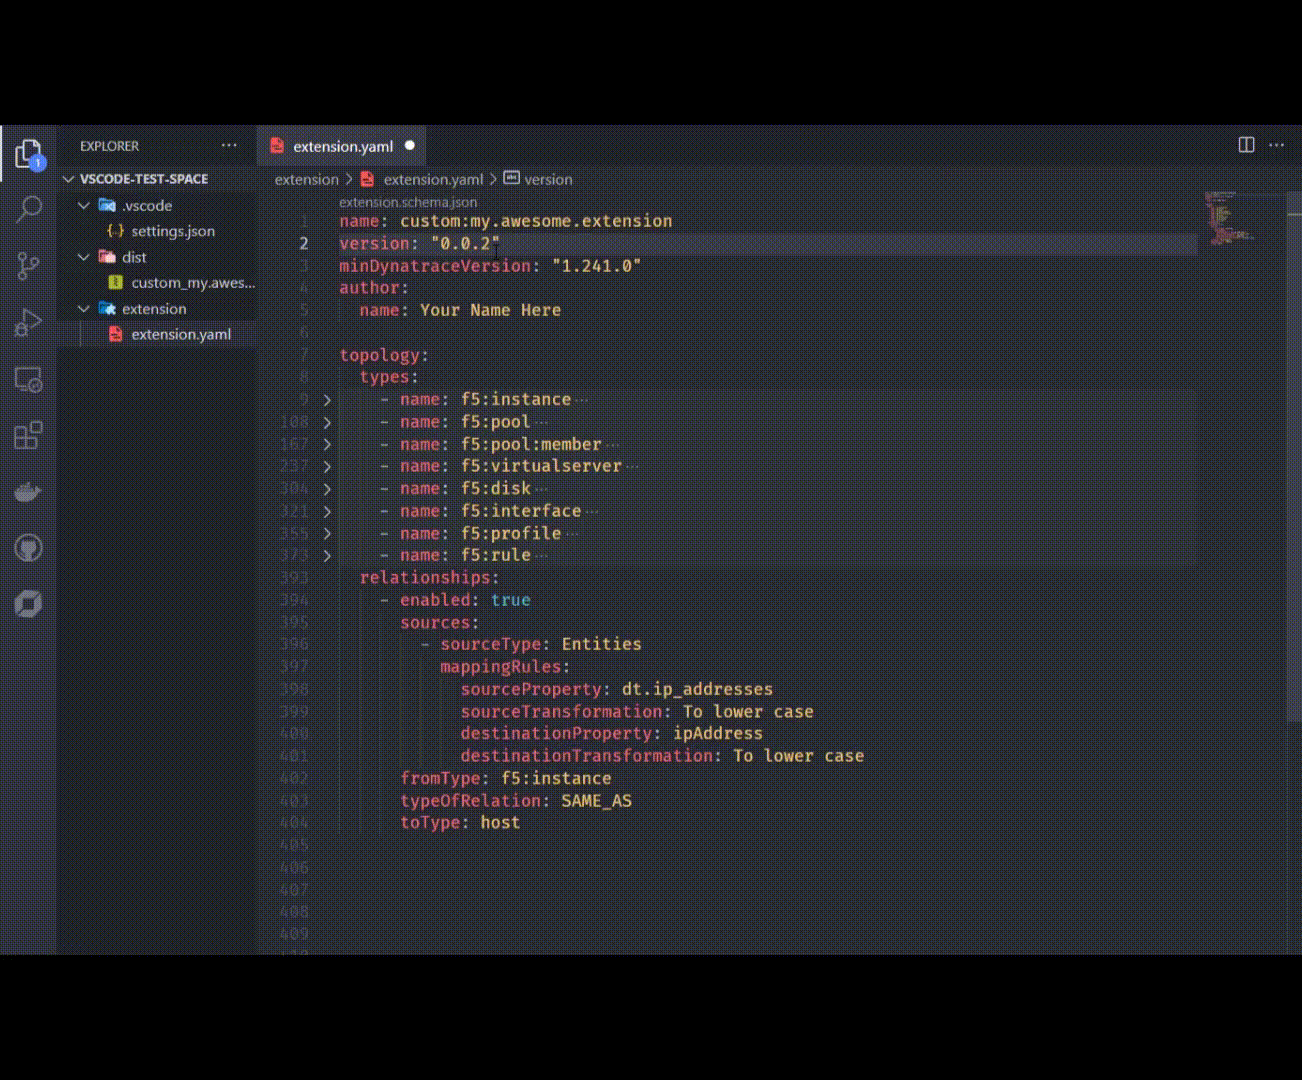 EXPLORER
extension.yaml
VSCODE-TEST-SPACE
.vscode
settings.json
dist
custom_my.awes...
extension
extension.yaml
1
extension > extension.yaml > version
extension.schema.json
1 name: custom:my.awesome.extension
2 version: "0.0.2"
3 minDynatraceVersion: "1.241.0"
4 author:
5 name: Your Name Here
6
7 topology:
8 types:
9 - name: f5:instance ...
108 - name: f5:pool ...
167 - name: f5:pool:member ...
237 - name: f5:virtualserver ...
304 - name: f5:disk ...
321 - name: f5:interface ...
355 - name: f5:profile ...
373 - name: f5:rule ...
393 relationships:
394 - enabled: true
395 sources:
396 - sourceType: Entities
397 mappingRules:
398 sourceProperty: dt.ip_addresses
399 sourceTransformation: To lower case
400 destinationProperty: ipAddress
401 destinationTransformation: To lower case
402 fromType: f5:instance
403 typeOfRelation: SAME_AS
404 toType: host
405
406
407
408
409